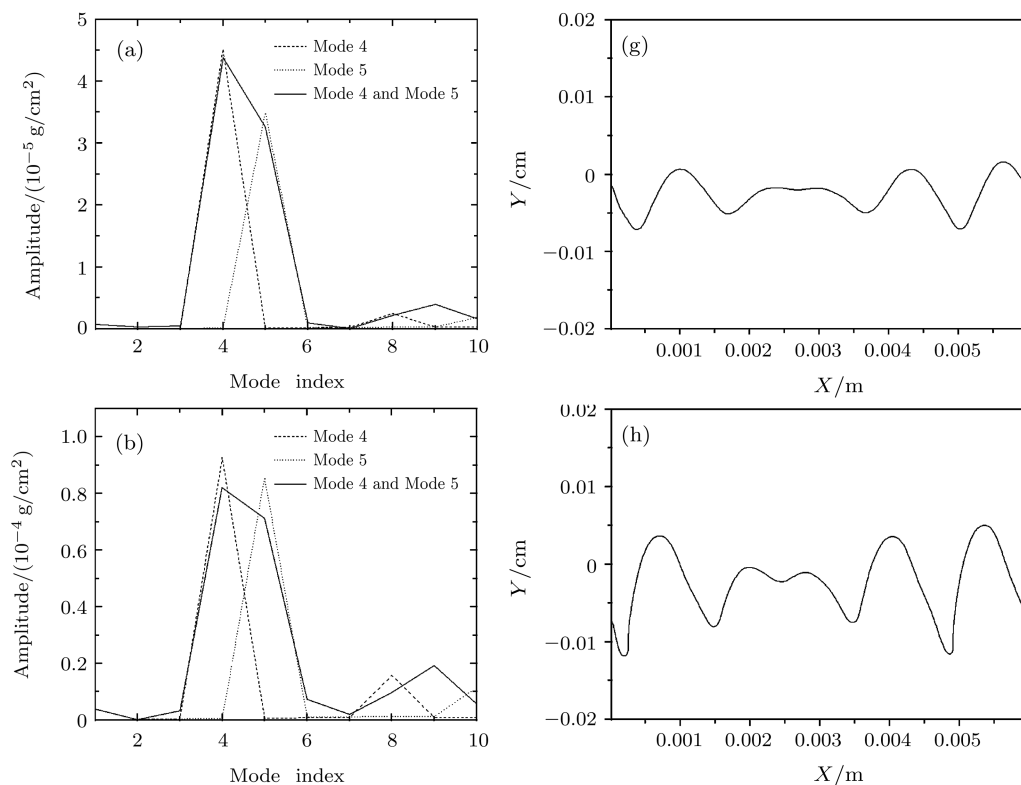 (a)
Mode 4
Mode 5
Mode 4 and Mode 5
5
4
3
2
1
0
Amplitude/(10⁻⁵ g/cm²)
2 4 6 8 10
Mode index
(g)
0.02
0.01
0
−0.01
−0.02
Y/cm
0.001 0.002 0.003 0.004 0.005
X/m
(b)
Mode 4
Mode 5
Mode 4 and Mode 5
1.0
0.8
0.6
0.4
0.2
0
Amplitude/(10⁻⁴ g/cm²)
2 4 6 8 10
Mode index
(h)
0.02
0.01
0
−0.01
−0.02
Y/cm
0.001 0.002 0.003 0.004 0.005
X/m